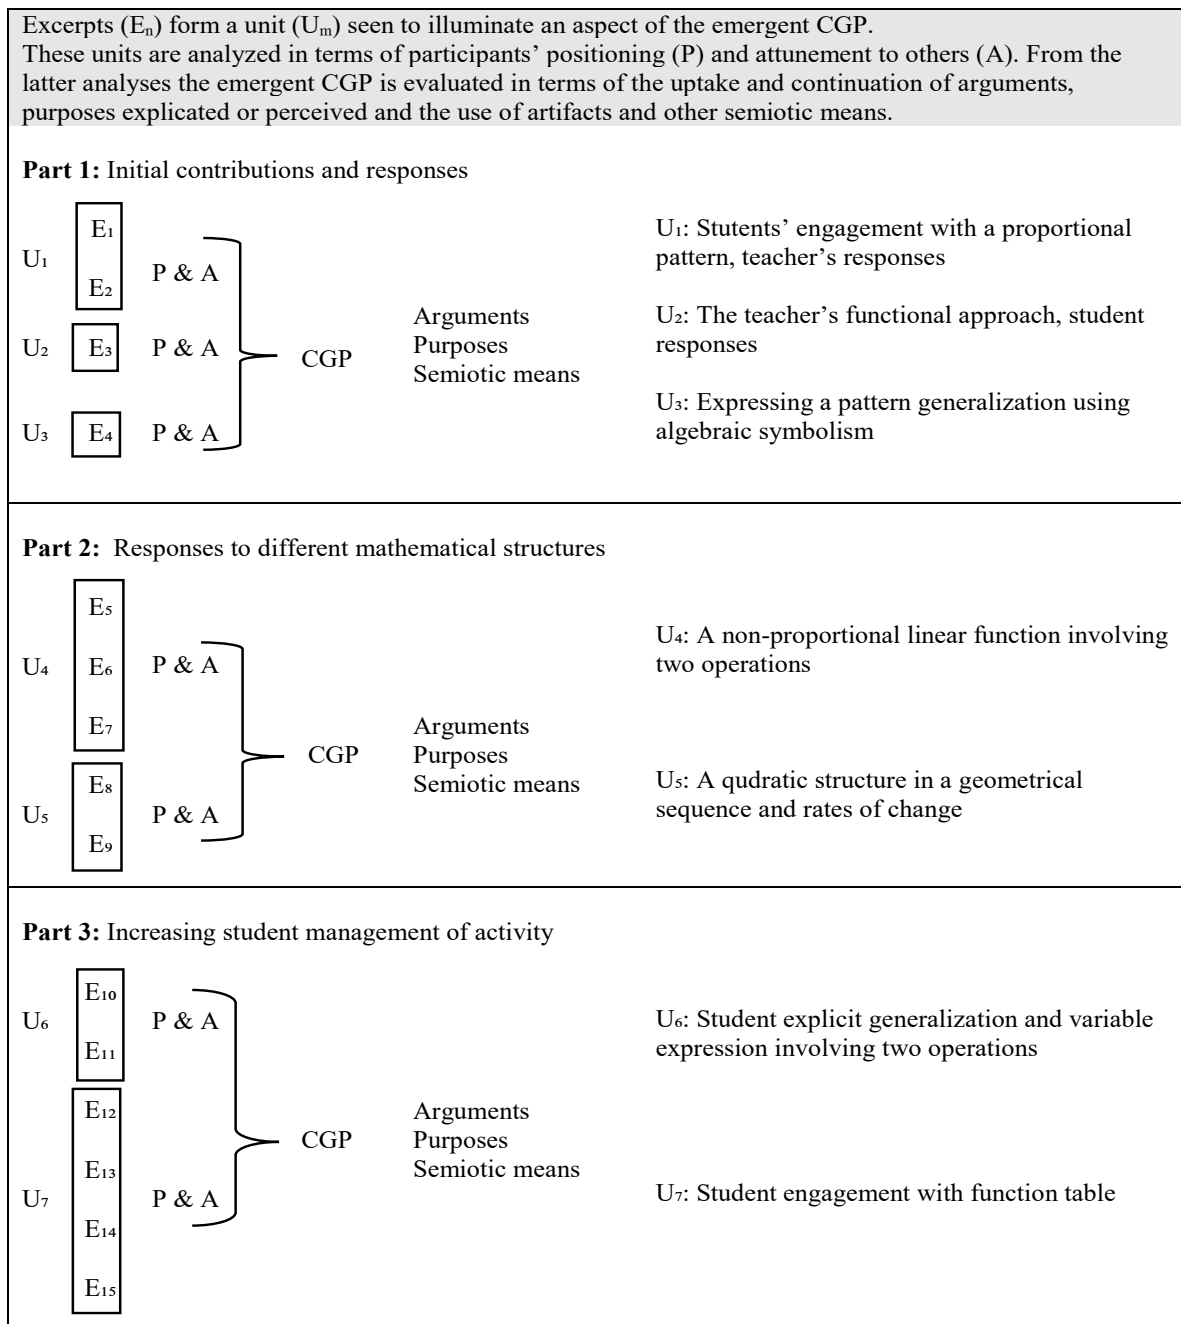 Excerpts (Eₙ) form a unit (Uₘ) seen to illuminate an aspect of the emergent CGP.
These units are analyzed in terms of participants’ positioning (P) and attunement to others (A). From the
latter analyses the emergent CGP is evaluated in terms of the uptake and continuation of arguments,
purposes explicated or perceived and the use of artifacts and other semiotic means.
Part 1: Initial contributions and responses
U₁
E₁
E₂
P & A
U₂
E₃
P & A
U₃
E₄
P & A
CGP
Arguments
Purposes
Semiotic means
U₁: Stutents’ engagement with a proportional
pattern, teacher’s responses
U₂: The teacher’s functional approach, student
responses
U₃: Expressing a pattern generalization using
algebraic symbolism
Part 2: Responses to different mathematical structures
U₄
E₅
E₆
E₇
P & A
U₅
E₈
E₉
P & A
CGP
Arguments
Purposes
Semiotic means
U₄: A non-proportional linear function involving
two operations
U₅: A qudratic structure in a geometrical
sequence and rates of change
Part 3: Increasing student management of activity
U₆
E₁₀
E₁₁
P & A
U₇
E₁₂
E₁₃
E₁₄
E₁₅
P & A
CGP
Arguments
Purposes
Semiotic means
U₆: Student explicit generalization and variable
expression involving two operations
U₇: Student engagement with function table